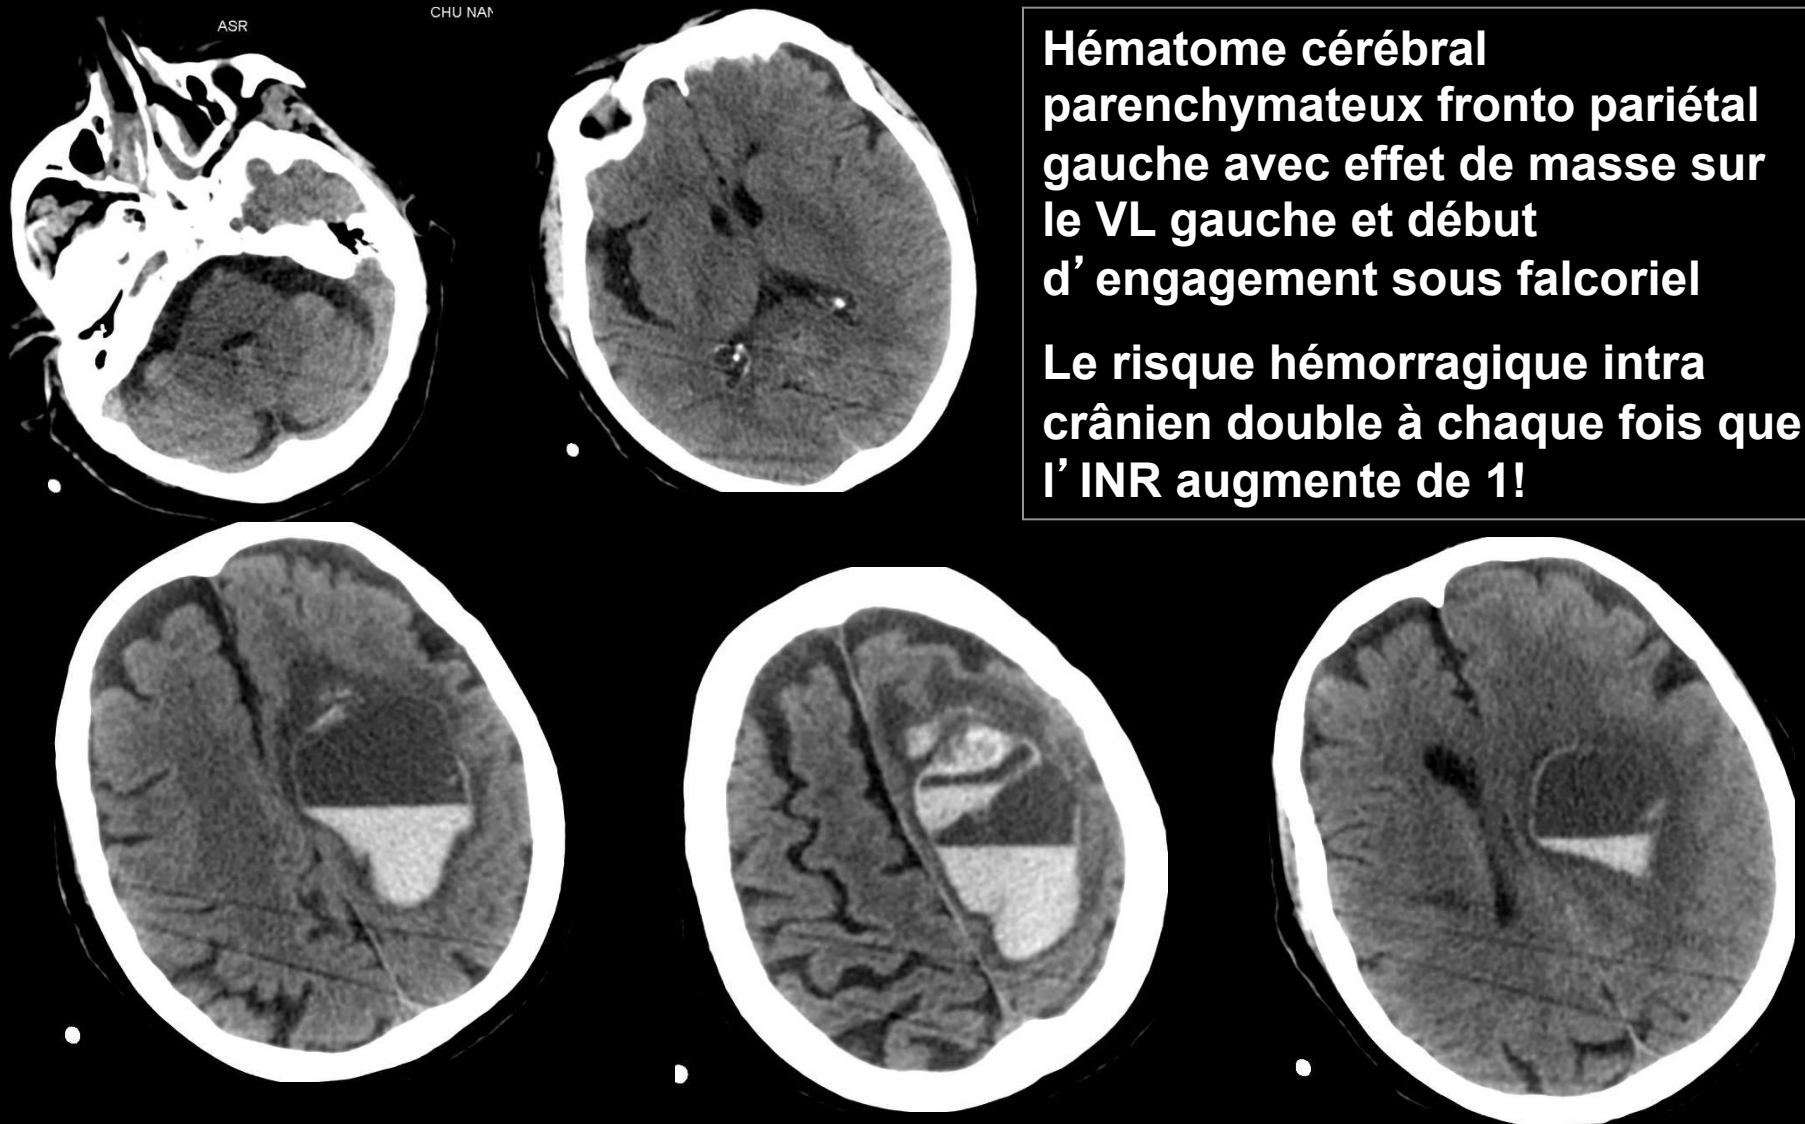 ASR
CHU NAN
Hématome cérébral
parenchymateux fronto pariétal
gauche avec effet de masse sur
le VL gauche et début
d’engagement sous falcoriel
Le risque hémorragique intra
crânien double à chaque fois que
l’INR augmente de 1!